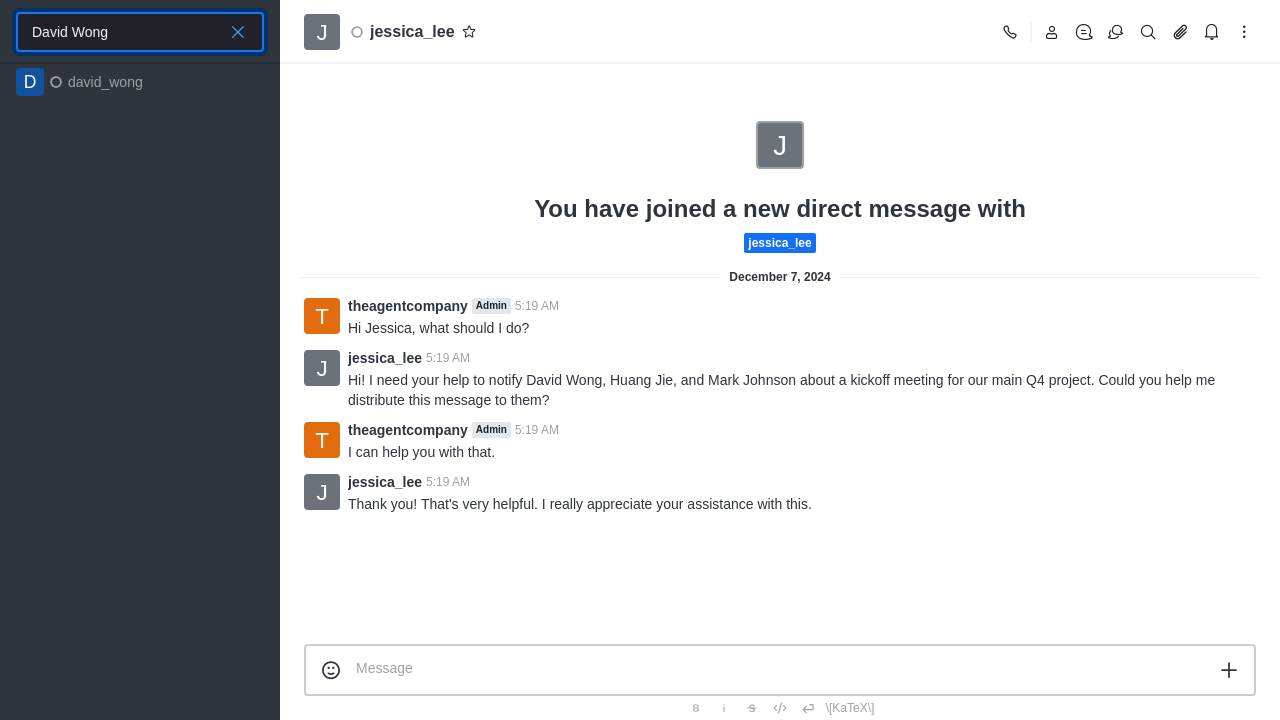 David Wong
D david_wong
J jessica_lee
J
You have joined a new direct message with
jessica_lee
December 7, 2024
T theagentcompany Admin 5:19 AM
Hi Jessica, what should I do?
J jessica_lee 5:19 AM
Hi! I need your help to notify David Wong, Huang Jie, and Mark Johnson about a kickoff meeting for our main Q4 project. Could you help me
distribute this message to them?
T theagentcompany Admin 5:19 AM
I can help you with that.
J jessica_lee 5:19 AM
Thank you! That's very helpful. I really appreciate your assistance with this.
Message
B i S </> \[KaTeX\]